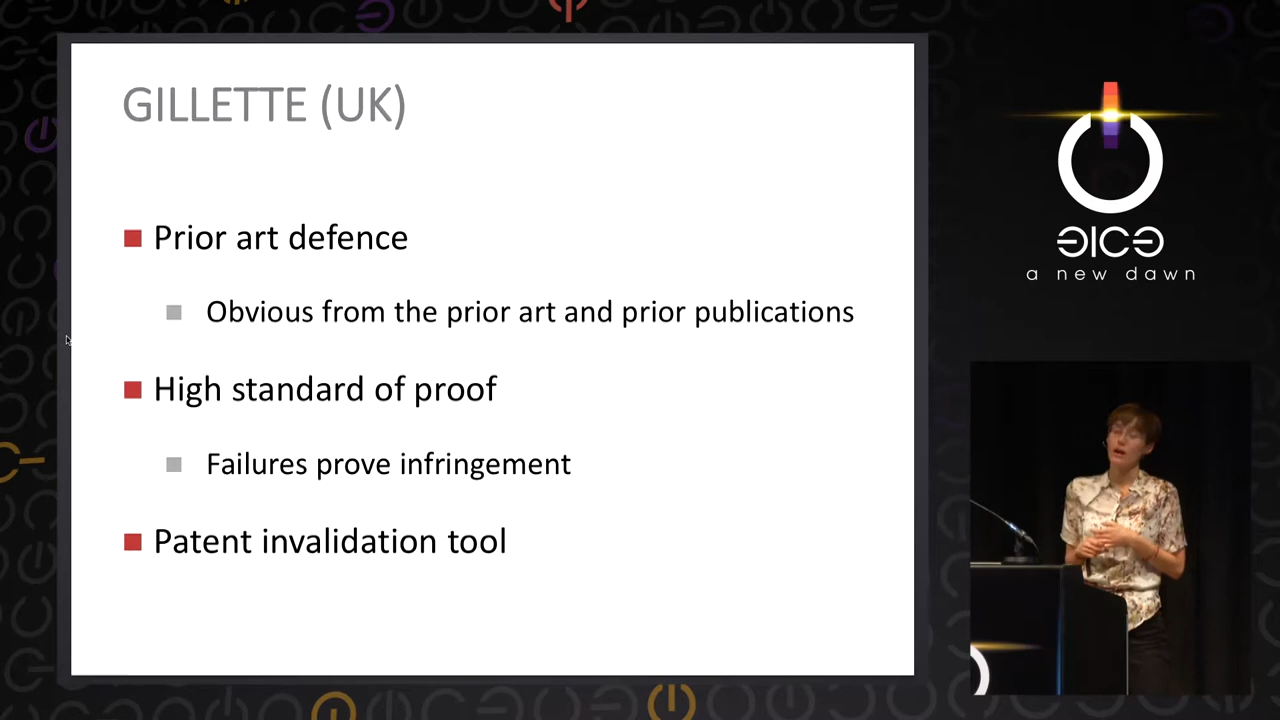 GILLETTE (UK)
Prior art defence
Obvious from the prior art and prior publications
High standard of proof
Failures prove infringement
Patent invalidation tool
a new dawn